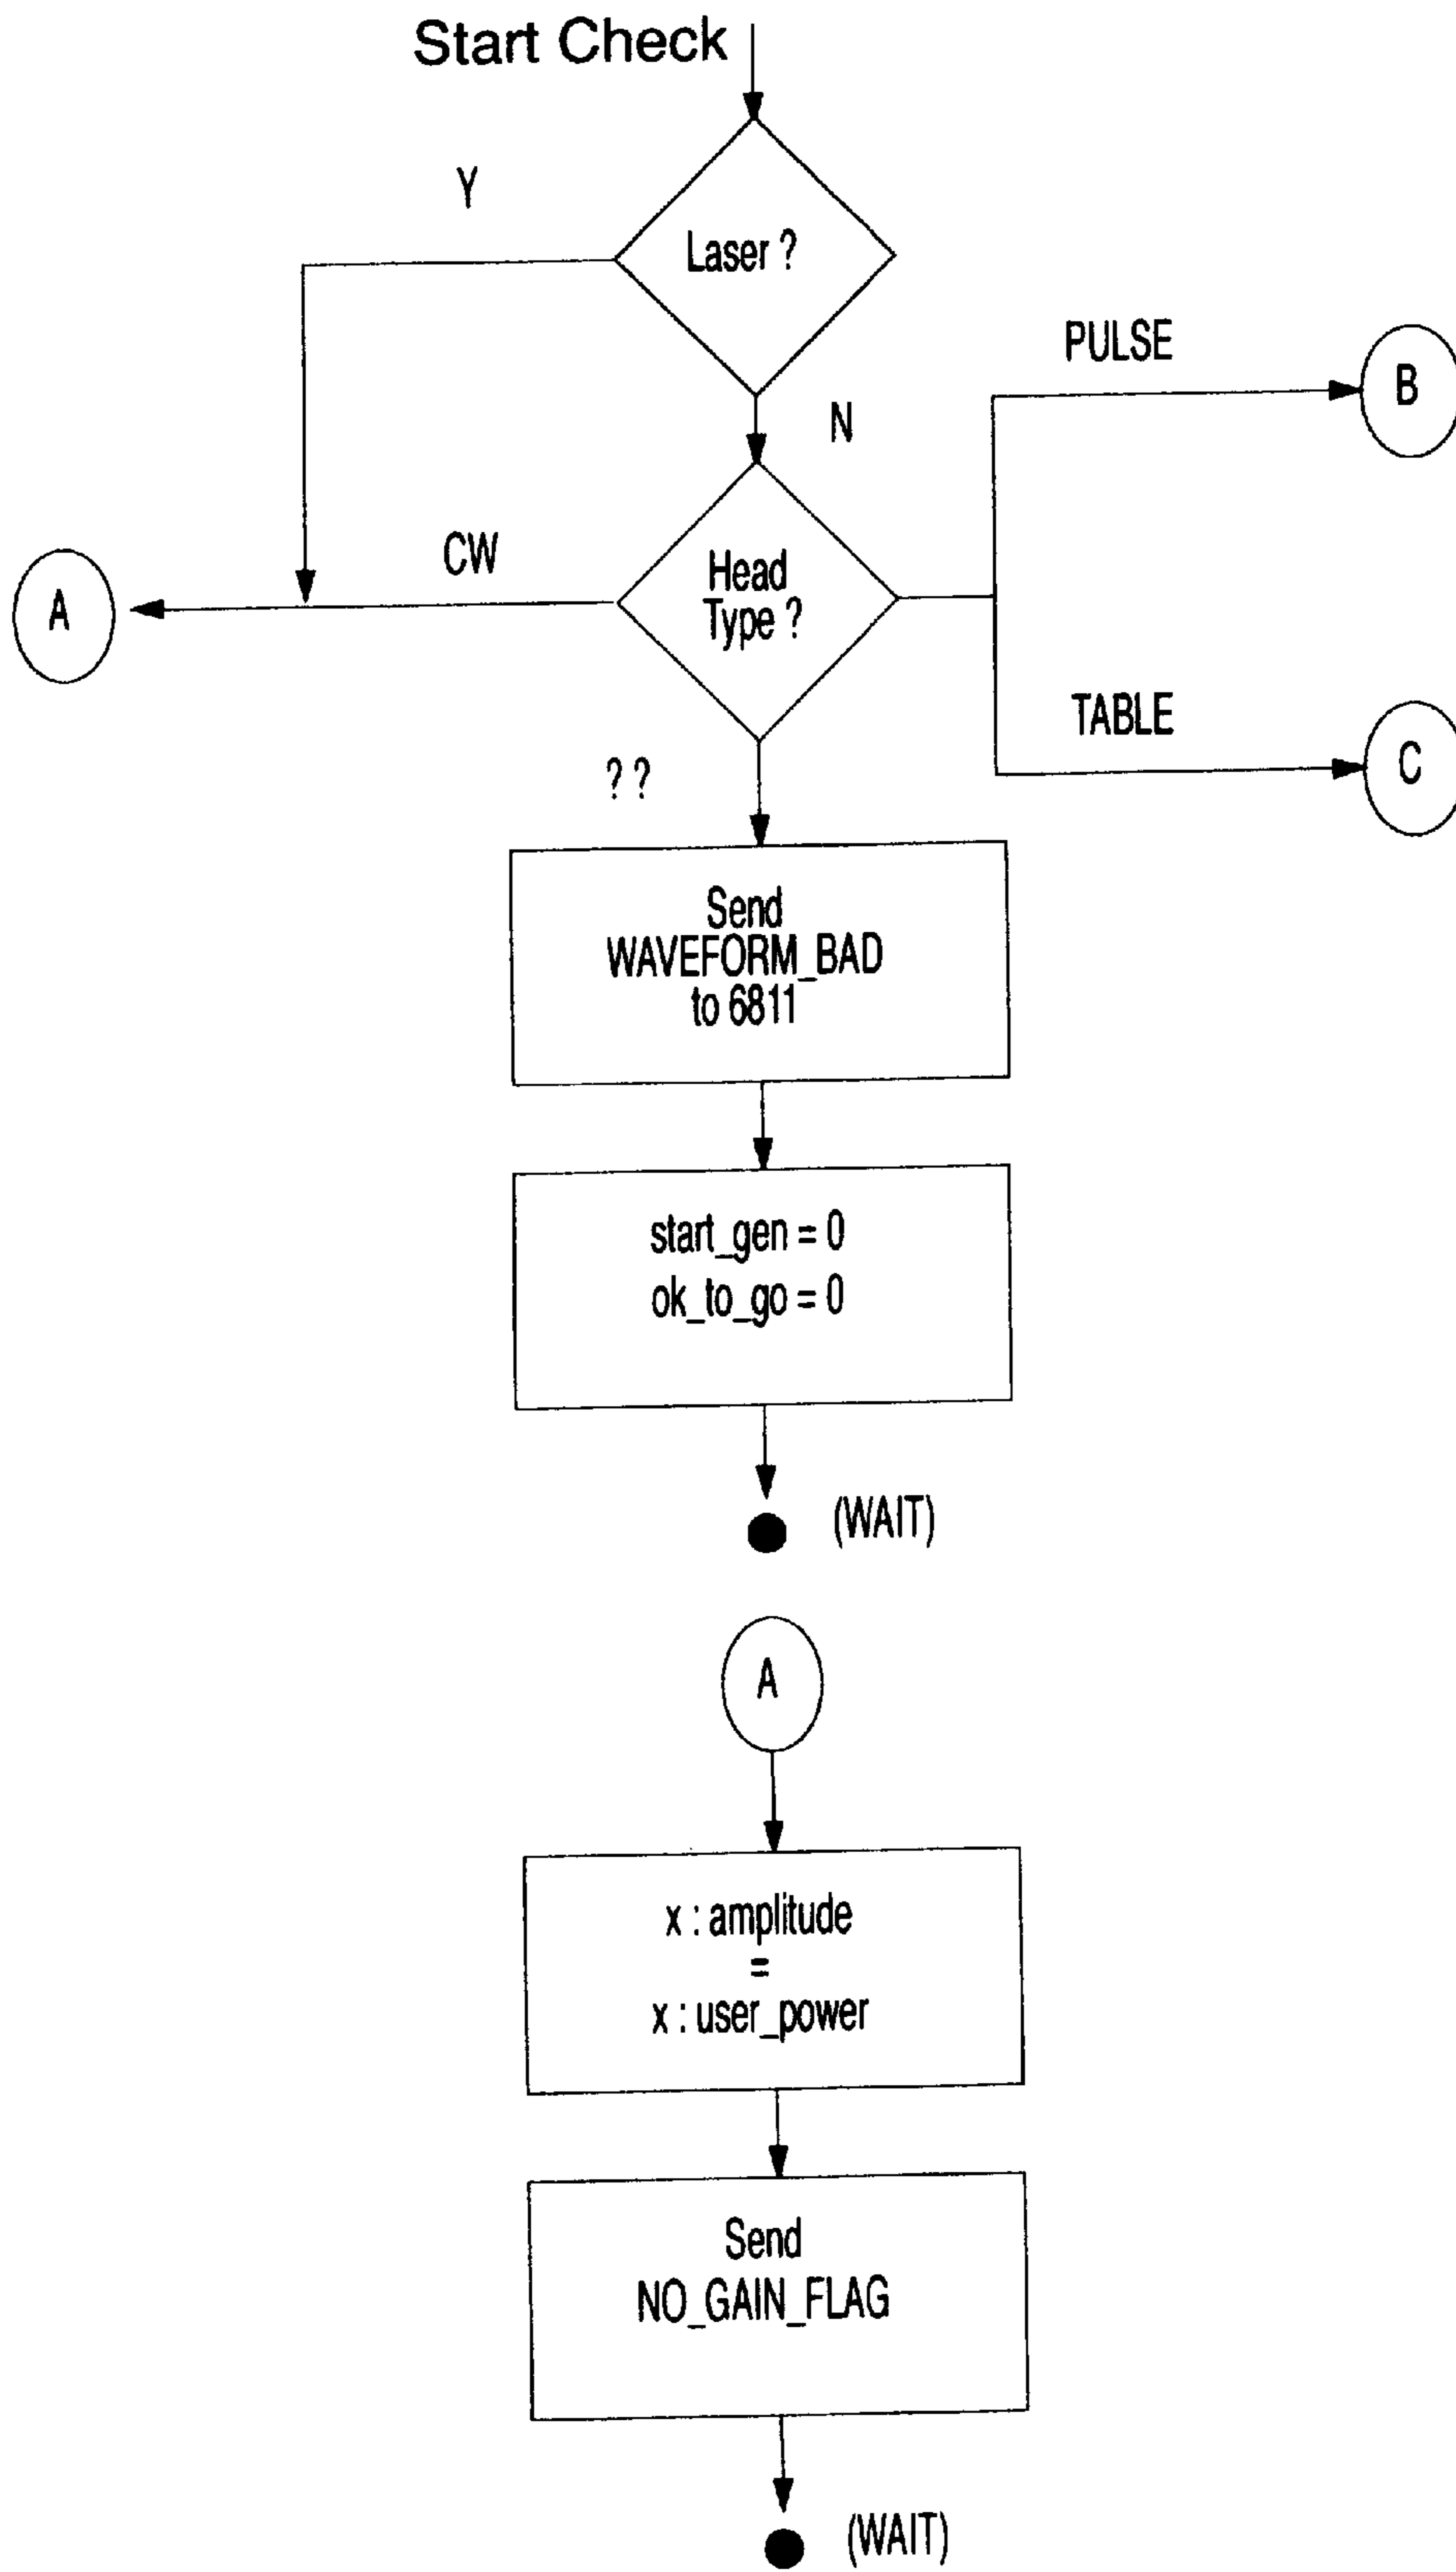 Start Check
Y
Laser ?
N
PULSE
B
CW
A
Head
Type ?
TABLE
C
? ?
Send
WAVEFORM_BAD
to 6811
start_gen = 0
ok_to_go = 0
(WAIT)
A
x : amplitude
=
x : user_power
Send
NO_GAIN_FLAG
(WAIT)